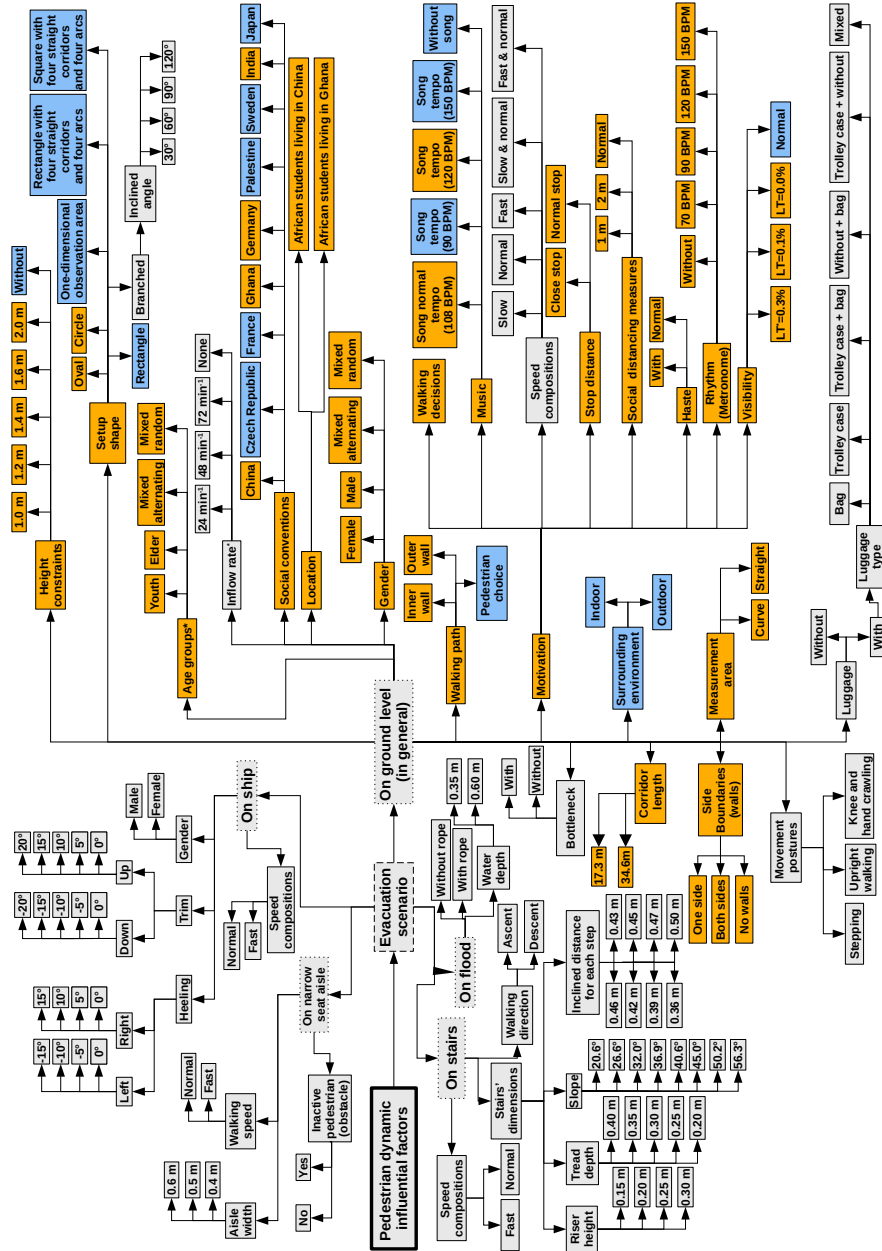 Pedestrian dynamic
influential factors
Evacuation
scenario
On narrow
seat aisle
Aisle
width
0.4 m
0.5 m
0.6 m
Walking
speed
Fast
Normal
Inactive
pedestrian
(obstacle)
No
Yes
On ship
Heeling
Left
-15°
-10°
-5°
0°
Right
15°
10°
5°
0°
Trim
Down
-20°
-15°
-10°
-5°
0°
Up
20°
15°
10°
5°
0°
Gender
Male
Female
Speed
compositions
Normal
Fast
On flood
Without rope
With rope
Water
depth
0.35 m
0.60 m
On stairs
Speed
compositions
Fast
Normal
Stairs'
dimensions
Walking
direction
Ascent
Descent
Riser
height
0.15 m
0.20 m
0.25 m
0.30 m
Tread
depth
0.40 m
0.35 m
0.30 m
0.25 m
0.20 m
Slope
20.6°
26.6°
32.0°
36.9°
40.6°
45.0°
50.2°
56.3°
Inclined distance
for each step
0.46 m
0.42 m
0.39 m
0.36 m
0.43 m
0.45 m
0.47 m
0.50 m
On ground level
(in general)
Height
constraints
1.0 m
1.2 m
1.4 m
1.6 m
2.0 m
Without
Setup
shape
Oval
Circle
One-dimensional
observation area
Rectangle with
four straight
corridors
and four arcs
Square with
four straight
corridors
and four arcs
Rectangle
Branched
Inclined
angle
30°
60°
90°
120°
Age groups*
Youth
Elder
Mixed
alternating
Mixed
random
Inflow rate*
24 min-1
48 min-1
72 min-1
None
Social conventions
China
Czech Republic
France
Ghana
Germany
Palestine
Sweden
India
Japan
Location
African students living in China
African students living in Ghana
Gender
Female
Male
Mixed
alternating
Mixed
random
Walking path
Inner
wall
Outer
wall
Pedestrian
choice
Motivation
Walking
decisions
Music
Song normal
tempo
(108 BPM)
Song
tempo
(90 BPM)
Song
tempo
(120 BPM)
Song
tempo
(150 BPM)
Without
song
Speed
compositions
Slow
Normal
Fast
Slow & normal
Fast & normal
Stop distance
Close stop
Normal stop
Social distancing measures
1 m
2 m
Normal
Haste
With
Normal
Rhythm
(Metronome)
Without
70 BPM
90 BPM
120 BPM
150 BPM
Visibility
LT=0.3%
LT=0.1%
LT=0.0%
Normal
Bottleneck
With
Without
Surrounding
environment
Indoor
Outdoor
Corridor
length
17.3 m
34.6m
Measurement
area
Curve
Straight
Side
Boundaries
(walls)
One side
Both sides
No walls
Movement
postures
Stepping
Upright
walking
Knee and
hand crawling
Luggage
Without
With
Luggage
type
Bag
Trolley case
Trolley case + bag
Without + bag
Trolley case + without
Mixed